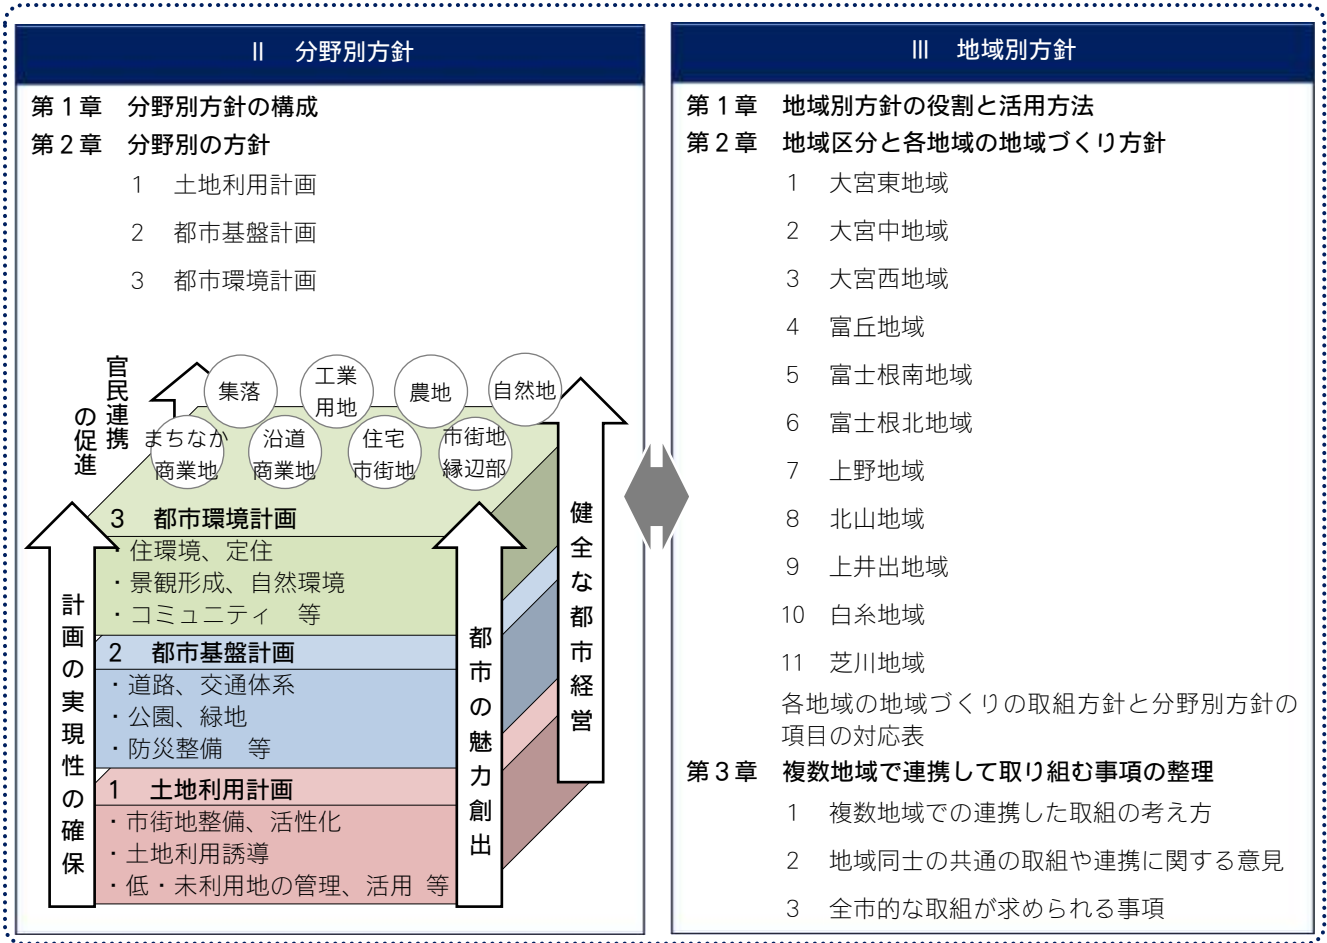 Ⅱ 分野別方針
第１章 分野別方針の構成
第２章 分野別の方針
1 土地利用計画
2 都市基盤計画
3 都市環境計画
官民連携
の促進
集落
工業
用地
農地
自然地
まちなか
商業地
沿道
商業地
住宅
市街地
市街地
縁辺部
3 都市環境計画
・住環境、定住
・景観形成、自然環境
・コミュニティ 等
2 都市基盤計画
・道路、交通体系
・公園、緑地
・防災整備 等
1 土地利用計画
・市街地整備、活性化
・土地利用誘導
・低・未利用地の管理、活用 等
計画の実現性の確保
都市の魅力創出
健全な都市経営
Ⅲ 地域別方針
第１章 地域別方針の役割と活用方法
第２章 地域区分と各地域の地域づくり方針
1 大宮東地域
2 大宮中地域
3 大宮西地域
4 富丘地域
5 富士根南地域
6 富士根北地域
7 上野地域
8 北山地域
9 上井出地域
10 白糸地域
11 芝川地域
各地域の地域づくりの取組方針と分野別方針の
項目の対応表
第３章 複数地域で連携して取り組む事項の整理
1 複数地域での連携した取組の考え方
2 地域同士の共通の取組や連携に関する意見
3 全市的な取組が求められる事項